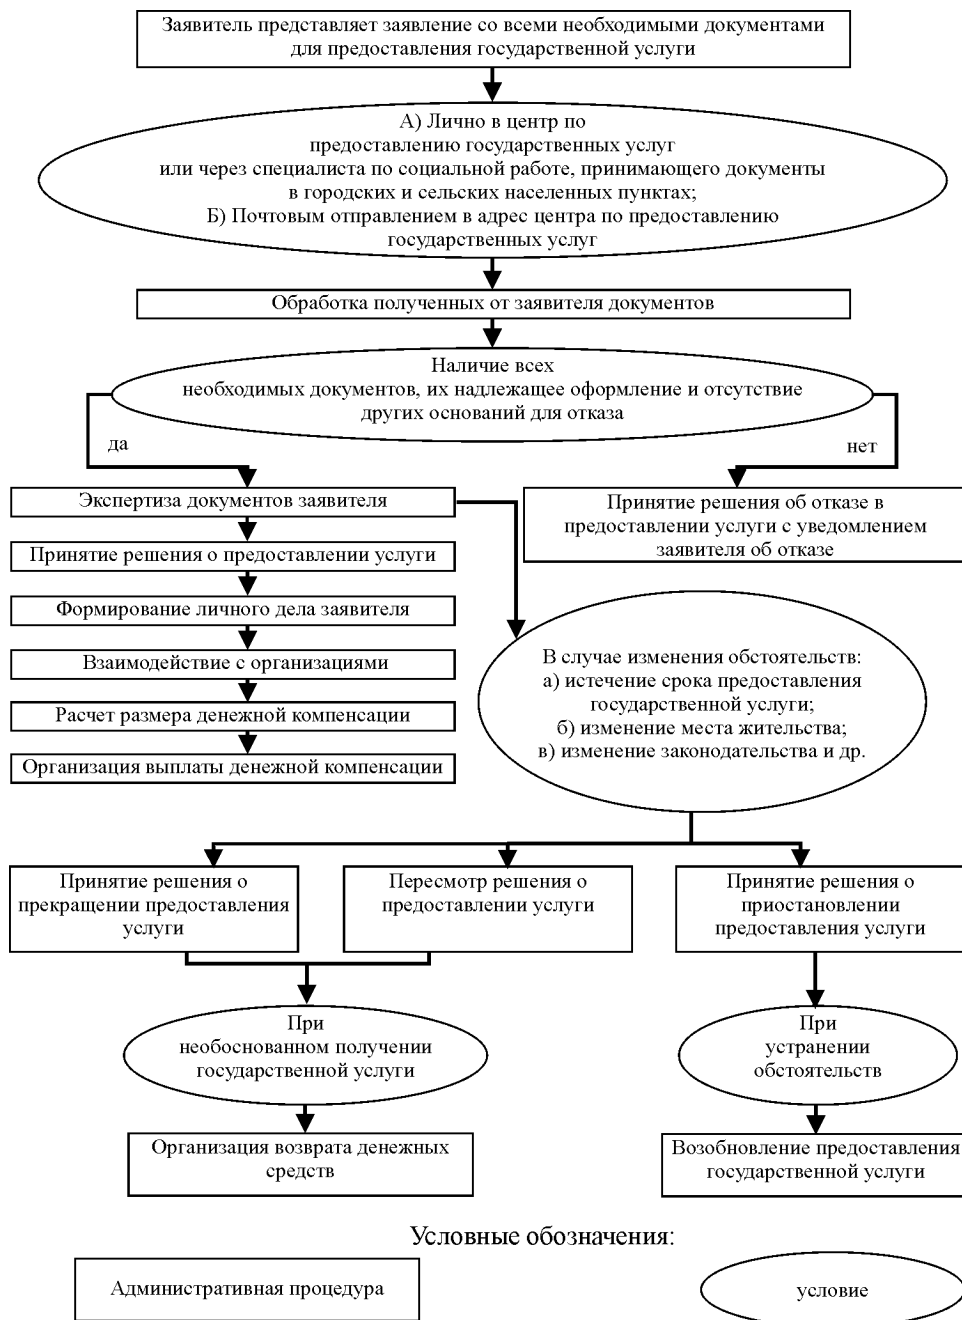 Заявитель представляет заявление со всеми необходимыми документами
для предоставления государственной услуги
А) Лично в центр по
предоставлению государственных услуг
или через специалиста по социальной работе, принимающего документы
в городских и сельских населенных пунктах;
Б) Почтовым отправлением в адрес центра по предоставлению
государственных услуг
Обработка полученных от заявителя документов
Наличие всех
необходимых документов, их надлежащее оформление и отсутствие
других оснований для отказа
да
нет
Экспертиза документов заявителя
Принятие решения о предоставлении услуги
Формирование личного дела заявителя
Взаимодействие с организациями
Расчет размера денежной компенсации
Организация выплаты денежной компенсации
Принятие решения об отказе в
предоставлении услуги с уведомлением
заявителя об отказе
В случае изменения обстоятельств:
а) истечение срока предоставления
государственной услуги;
б) изменение места жительства;
в) изменение законодательства и др.
Принятие решения о
прекращении предоставления
услуги
Пересмотр решения о
предоставлении услуги
Принятие решения о
приостановлении
предоставления услуги
При
необоснованном получении
государственной услуги
При
устранении
обстоятельств
Организация возврата денежных
средств
Возобновление предоставления
государственной услуги
Условные обозначения:
Административная процедура
условие